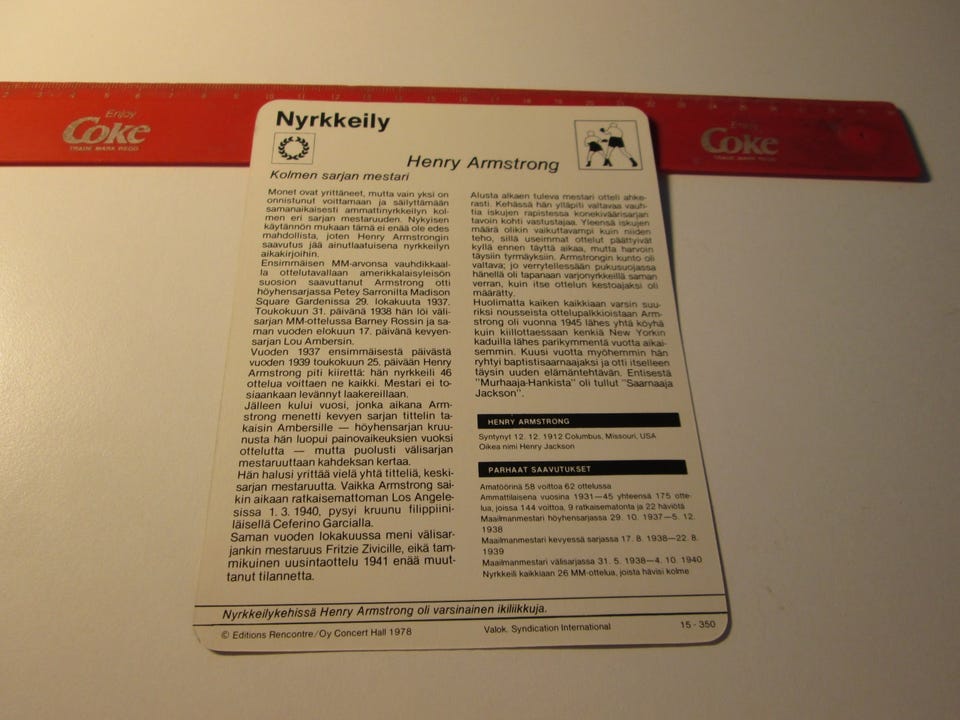 Enjoy
Coke
TRADE MARK REGD
Enjoy
Coke
TRADE MARK REGD
Nyrkkeily
Henry Armstrong
Kolmen sarjan mestari
Monet ovat yrittäneet, mutta vain yksi on
onnistunut voittamaan ja säilyttämään
samanaikaisesti ammattinyrkkeilyn kol-
men eri sarjan mestaruuden. Nykyisen
käytännön mukaan tämä ei enää ole edes
mahdollista, joten Henry Armstrongin
saavutus jää ainutlaatuisena nyrkkeilyn
aikakirjoihin.
Ensimmäisen MM-arvonsa vauhdikkaal-
la ottelutavallaan amerikkalaisyleisön
suosion saavuttanut Armstrong otti
höyhensarjassa Petey Sarronilta Madison
Square Gardenissa 29. lokakuuta 1937.
Toukokuun 31. päivänä 1938 hän löi väli-
sarjan MM-ottelussa Barney Rossin ja sa-
man vuoden elokuun 17. päivänä kevyen-
sarjan Lou Ambersin.
Vuoden 1937 ensimmäisestä päivästä
vuoden 1939 toukokuun 25. päivään Henry
Armstrong piti kiirettä: hän nyrkkeili 46
ottelua voittaen ne kaikki. Mestari ei to-
siaankaan levännyt laakereillaan.
Jälleen kului vuosi, jonka aikana Arm-
strong menetti kevyen sarjan tittelin ta-
kaisin Ambersille — höyhensarjan kruu-
nusta hän luopui painovaikeuksien vuoksi
ottelutta — mutta puolusti välisarjan
mestaruuttaan kahdeksan kertaa.
Hän halusi yrittää vielä yhtä titteliä, keski-
sarjan mestaruutta. Vaikka Armstrong sai-
kin aikaan ratkaisemattoman Los Angele-
sissa 1. 3. 1940, pysyi kruunu filippiini-
läisellä Ceferino Garcialla.
Saman vuoden lokakuussa meni välisar-
jankin mestaruus Fritzie Zivicille, eikä tam-
mikuinen uusintaottelu 1941 enää muut-
tanut tilannetta.
Alusta alkaen tuleva mestari otteli ahke-
rasti. Kehässä hän ylläpiti valtavaa vauh-
tia iskujen rapistessa konekiväärisarjan
tavoin kohti vastustajaa. Yleensä iskujen
määrä olikin vaikuttavampi kuin niiden
teho, sillä useimmat ottelut päättyivät
kyllä ennen täyttä aikaa, mutta harvoin
täysin tyrmäyksiin. Armstrongin kunto oli
valtava; jo verrytellessään pukusuojassa
hänellä oli tapanaan varjonyrkkeillä saman
verran, kuin itse ottelun kestoajaksi oli
määrätty.
Huolimatta kaiken kaikkiaan varsin suu-
riksi nousseista ottelupalkkioistaan Arm-
strong oli vuonna 1945 lähes yhtä köyhä
kuin kiillottaessaan kenkiä New Yorkin
kaduilla lähes parikymmentä vuotta aikai-
semmin. Kuusi vuotta myöhemmin hän
ryhtyi baptistisaarnaajaksi ja otti itselleen
täysin uuden elämäntehtävän. Entisestä
"Murhaaja-Hankista" oli tullut "Saarnaaja
Jackson".
HENRY ARMSTRONG
Syntynyt 12. 12. 1912 Columbus, Missouri, USA
Oikea nimi Henry Jackson
PARHAAT SAAVUTUKSET
Amatöörinä 58 voittoa 62 ottelussa
Ammattilaisena vuosina 1931—45 yhteensä 175 otte-
lua, joissa 144 voittoa, 9 ratkaisematonta ja 22 häviötä
Maailmanmestari höyhensarjassa 29. 10. 1937—5. 12.
1938
Maailmanmestari kevyessä sarjassa 17. 8. 1938—22. 8.
1939
Maailmanmestari välisarjassa 31. 5. 1938—4. 10. 1940
Nyrkkeili kaikkiaan 26 MM-ottelua, joista hävisi kolme
Nyrkkeilykehissä Henry Armstrong oli varsinainen ikiliikkuja.
© Editions Rencontre/Oy Concert Hall 1978
Valok. Syndication International
15 - 350